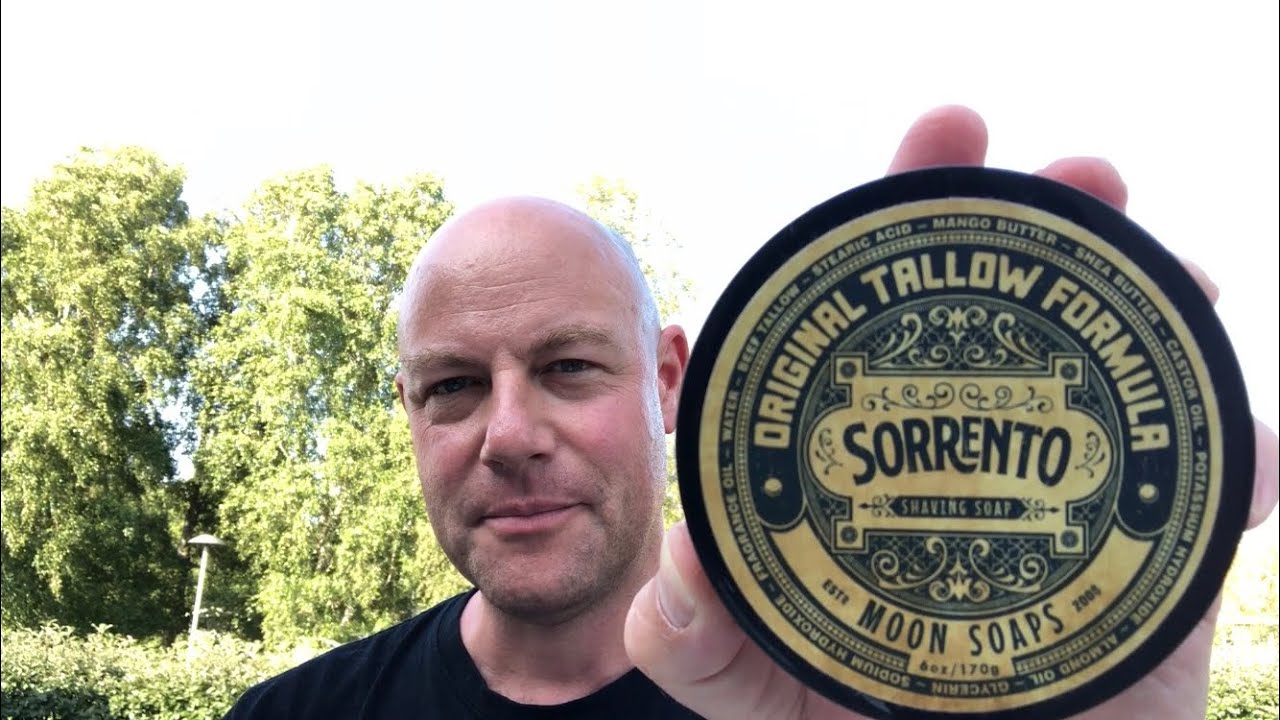 STEARIC ACID ~ MANGO BUTTER ~ SHEA BUTTER ~ CASTOR OIL ~ POTASSIUM HYDROXIDE ~ ALMOND OIL ~ GLYCERIN ~ SODIUM HYDROXIDE ~ FRAGRANCE OIL ~ WATER ~ BEEF TALLOW ~
ORIGINAL TALLOW FORMULA
SORRENTO
SHAVING SOAP
ESTD MOON SOAPS 2008
6oz/170g